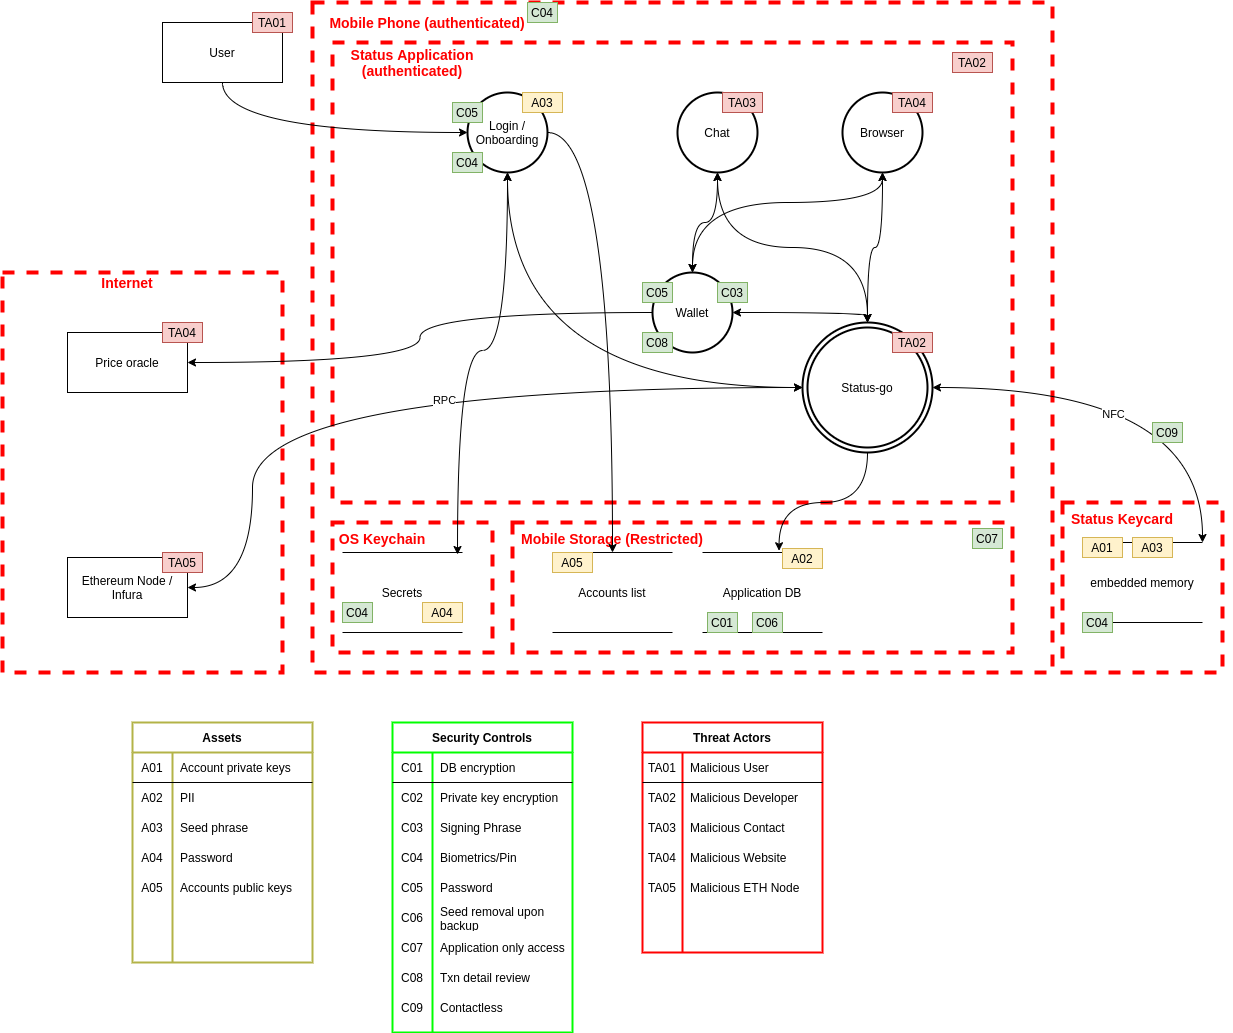 C04
TA01
Mobile Phone (authenticated)
User
Status Application
(authenticated)
TA02
A03
TA03
TA04
C05
Login /
Onboarding
Chat
Browser
C04
Internet
C05
C03
Wallet
TA04
C08
TA02
Price oracle
Status-go
RPC
NFC
C09
OS Keychain
Mobile Storage (Restricted)
C07
Status Keycard
A01
A03
TA05
A05
A02
Ethereum Node /
Infura
embedded memory
Secrets
Accounts list
Application DB
C04
A04
C01
C06
C04
Assets
A01 Account private keys
A02 PII
A03 Seed phrase
A04 Password
A05 Accounts public keys
Security Controls
C01 DB encryption
C02 Private key encryption
C03 Signing Phrase
C04 Biometrics/Pin
C05 Password
C06 Seed removal upon
backup
C07 Application only access
C08 Txn detail review
C09 Contactless
Threat Actors
TA01 Malicious User
TA02 Malicious Developer
TA03 Malicious Contact
TA04 Malicious Website
TA05 Malicious ETH Node